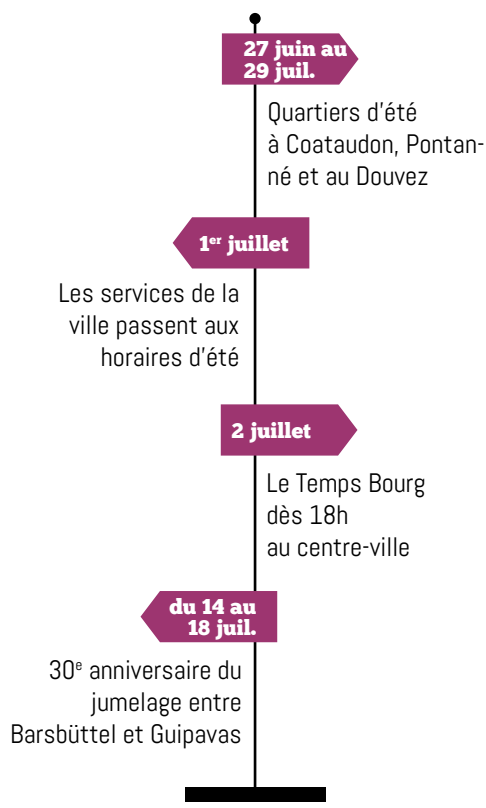 27 juin au
29 juil.
Quartiers d'été
à Coataudon, Pontan-
né et au Douvez
1er juillet
Les services de la
ville passent aux
horaires d'été
2 juillet
Le Temps Bourg
dès 18h
au centre-ville
du 14 au
18 juil.
30e anniversaire du
jumelage entre
Barsbüttel et Guipavas